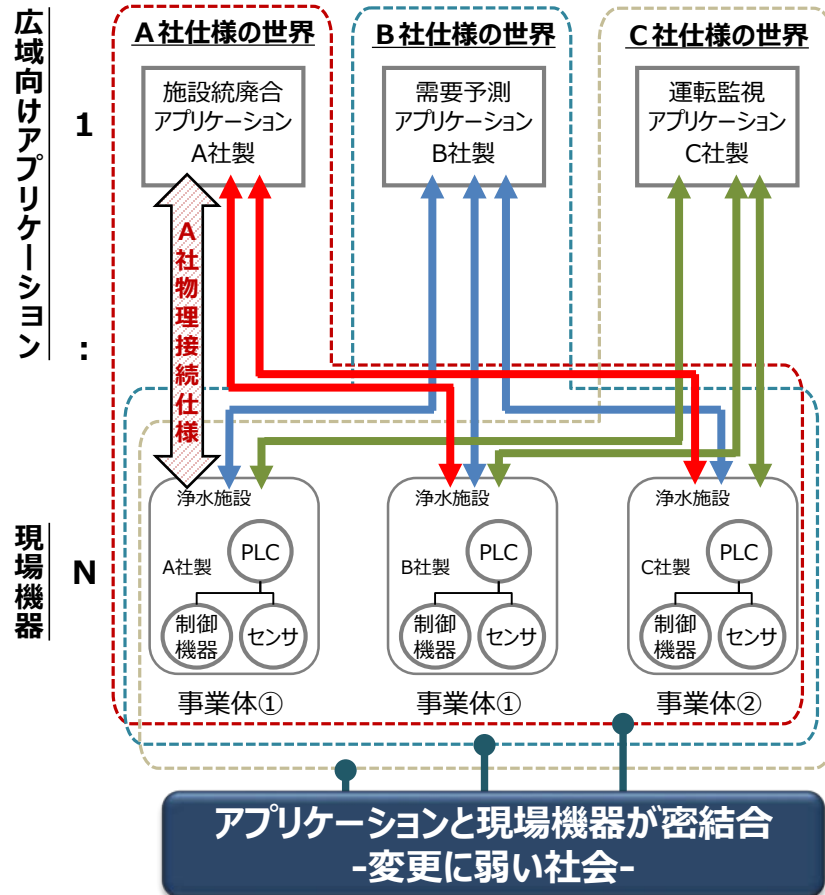 広域向けアプリケーション
1
:
現場機器
N
A社仕様の世界
B社仕様の世界
C社仕様の世界
施設統廃合
アプリケーション
A社製
需要予測
アプリケーション
B社製
運転監視
アプリケーション
C社製
A社物理接続仕様
浄水施設
A社製
PLC
制御
機器
センサ
事業体①
浄水施設
B社製
PLC
制御
機器
センサ
事業体①
浄水施設
C社製
PLC
制御
機器
センサ
事業体②
アプリケーションと現場機器が密結合
-変更に弱い社会-